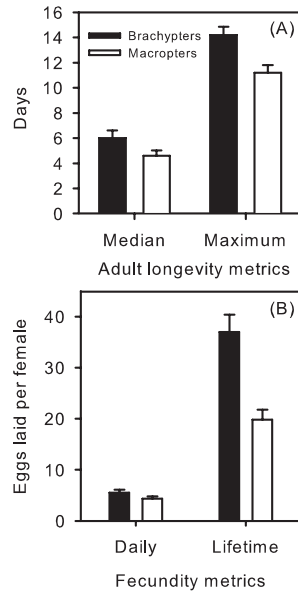 (A)
Brachypters
Macropters
Days
16
14
12
10
8
6
4
2
0
Median Maximum
Adult longevity metrics
(B)
Eggs laid per female
40
30
20
10
0
Daily Lifetime
Fecundity metrics